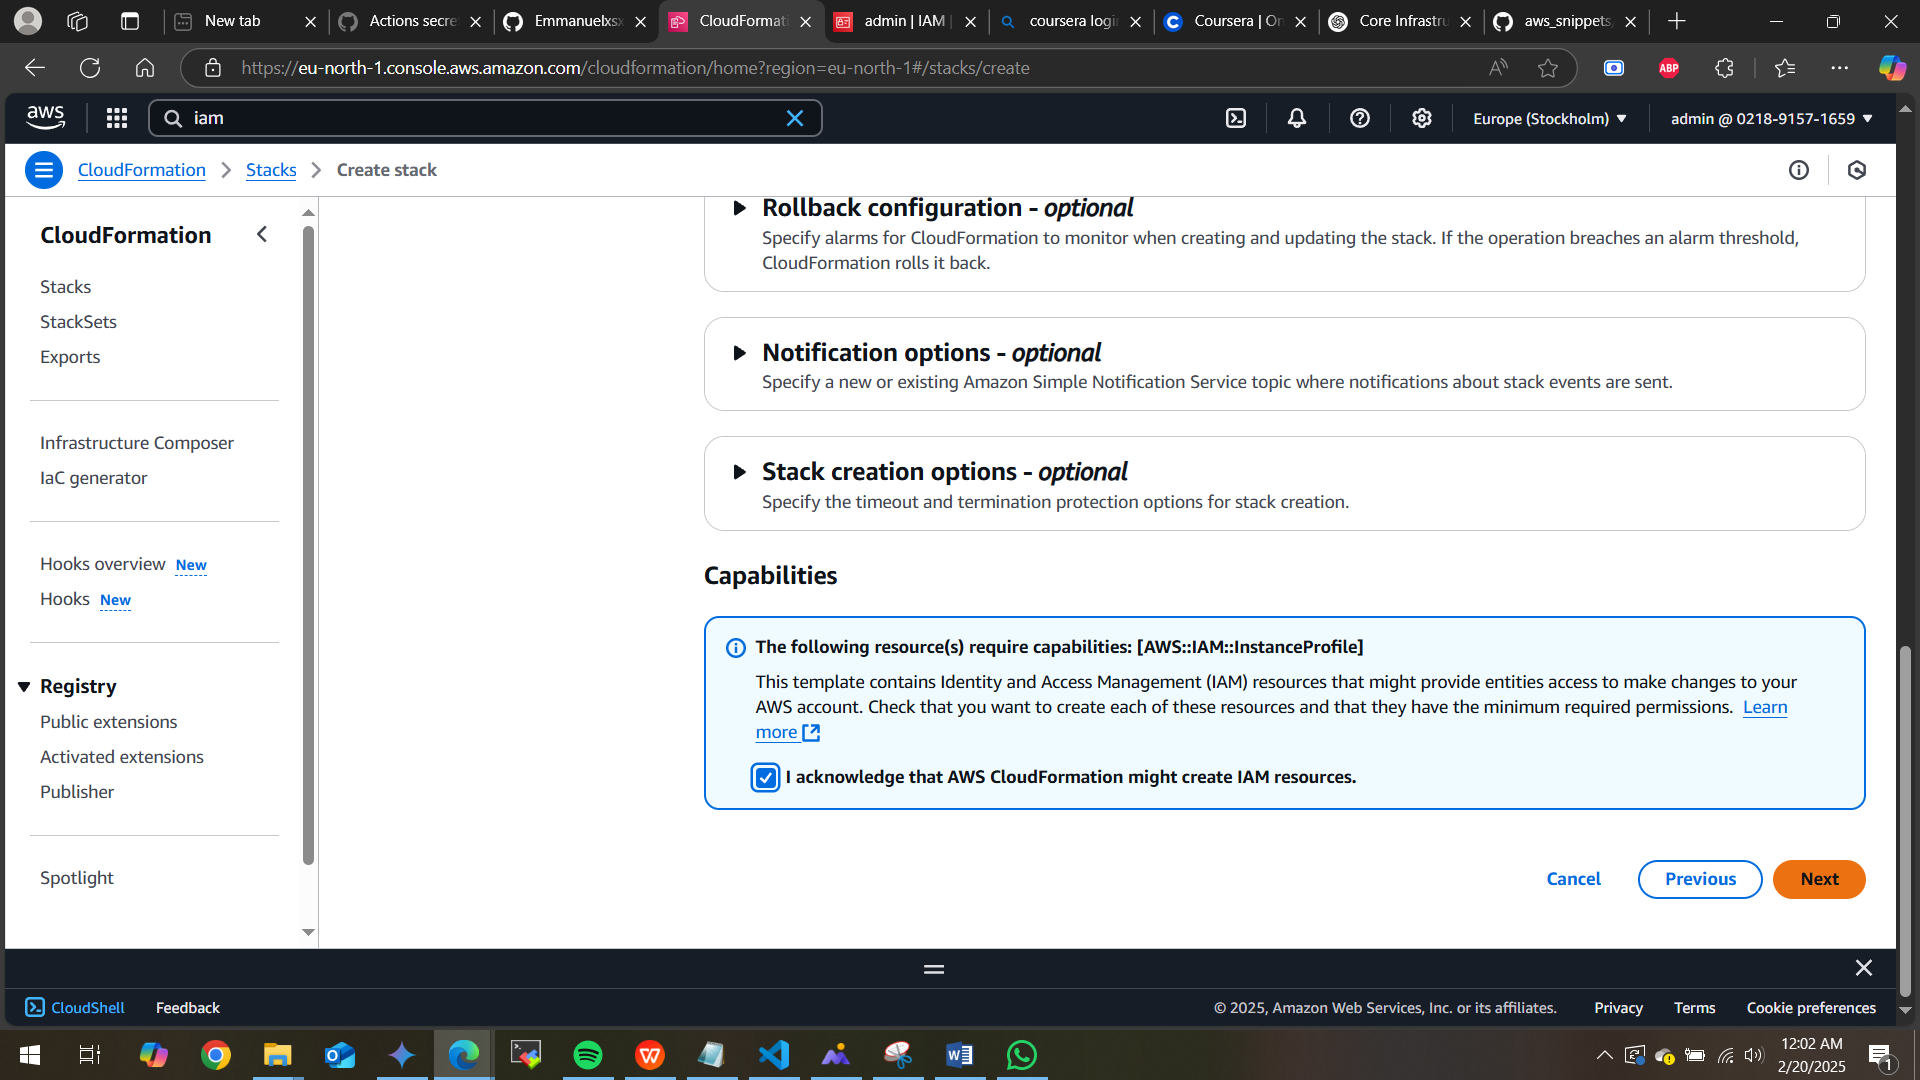 New tab
Actions secre
Emmanuelxsx
CloudFormati
admin | IAM |
coursera login
Coursera | On
Core Infrastru
aws_snippets/
https://eu-north-1.console.aws.amazon.com/cloudformation/home?region=eu-north-1#/stacks/create
ABP
aws
iam
Europe (Stockholm)
admin @ 0218-9157-1659
CloudFormation
Stacks
Create stack
CloudFormation
Stacks
StackSets
Exports
Infrastructure Composer
IaC generator
Hooks overview New
Hooks New
Registry
Public extensions
Activated extensions
Publisher
Spotlight
Rollback configuration - optional
Specify alarms for CloudFormation to monitor when creating and updating the stack. If the operation breaches an alarm threshold,
CloudFormation rolls it back.
Notification options - optional
Specify a new or existing Amazon Simple Notification Service topic where notifications about stack events are sent.
Stack creation options - optional
Specify the timeout and termination protection options for stack creation.
Capabilities
The following resource(s) require capabilities: [AWS::IAM::InstanceProfile]
This template contains Identity and Access Management (IAM) resources that might provide entities access to make changes to your
AWS account. Check that you want to create each of these resources and that they have the minimum required permissions. Learn
more
I acknowledge that AWS CloudFormation might create IAM resources.
Cancel
Previous
Next
CloudShell
Feedback
© 2025, Amazon Web Services, Inc. or its affiliates.
Privacy
Terms
Cookie preferences
12:02 AM
2/20/2025
1